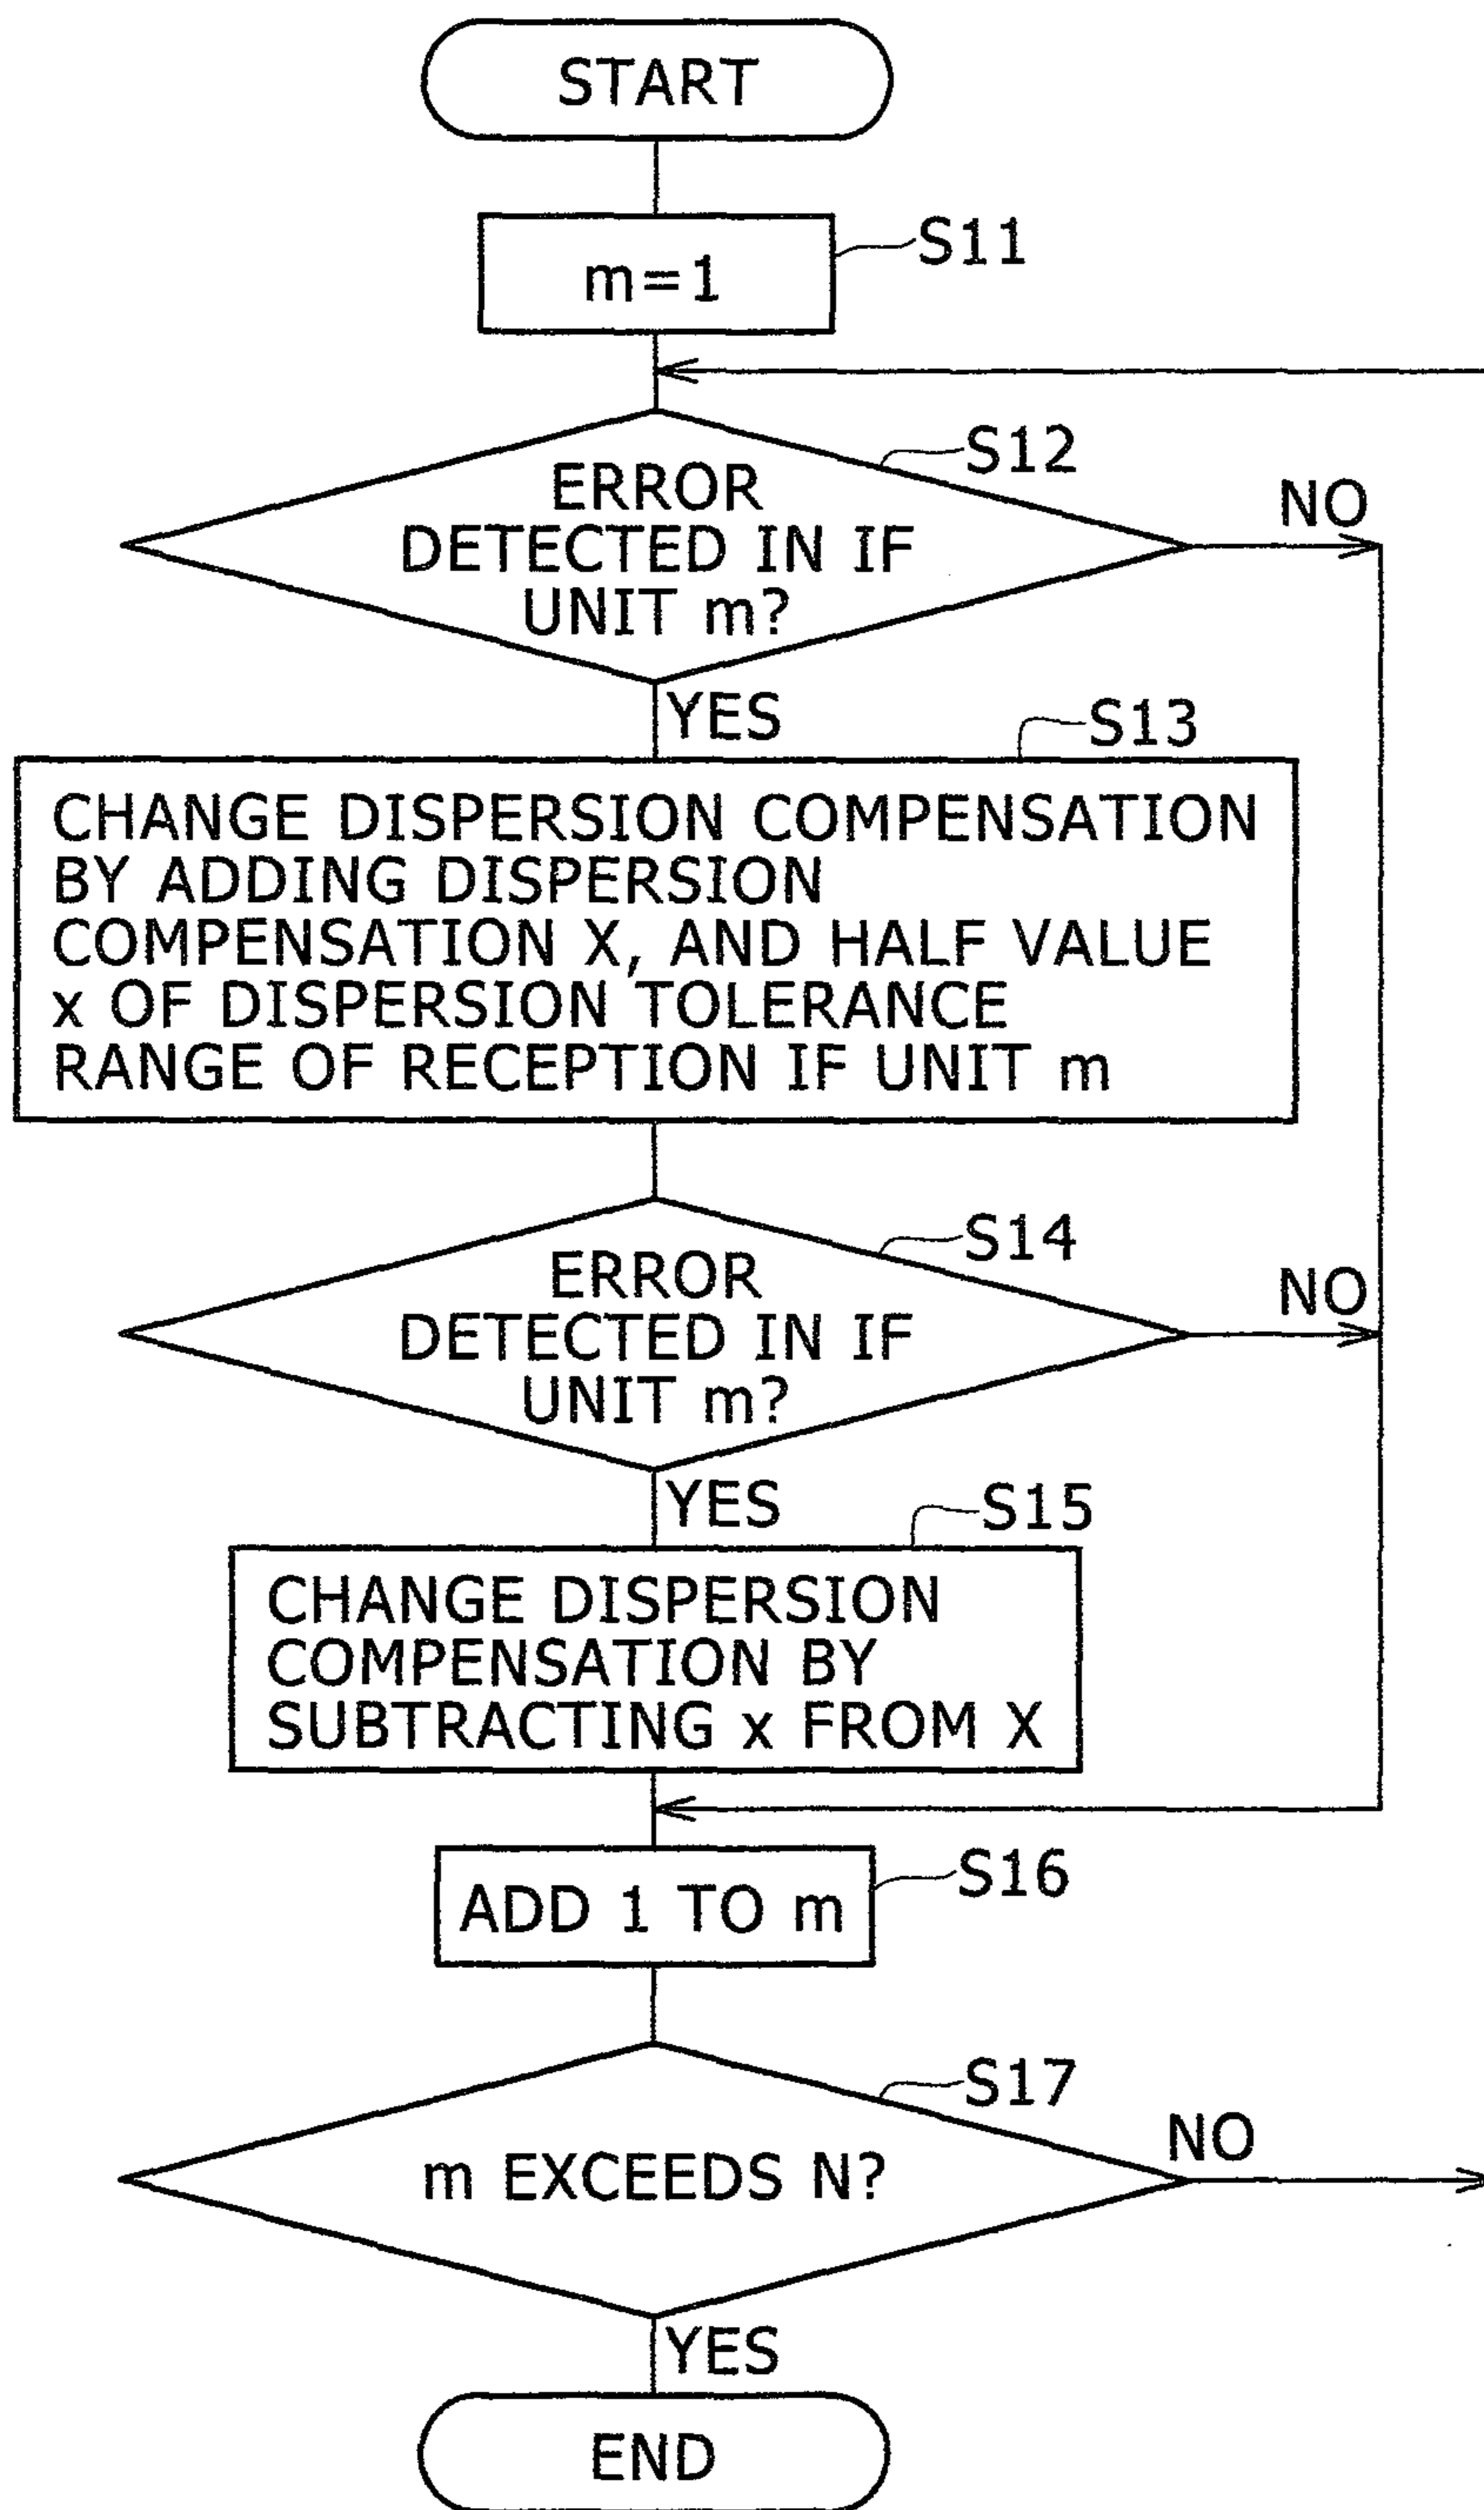 START
m=1
S11
S12
ERROR
DETECTED IN IF
UNIT m?
NO
YES
S13
CHANGE DISPERSION COMPENSATION
BY ADDING DISPERSION
COMPENSATION X, AND HALF VALUE
x OF DISPERSION TOLERANCE
RANGE OF RECEPTION IF UNIT m
S14
ERROR
DETECTED IN IF
UNIT m?
NO
YES
S15
CHANGE DISPERSION
COMPENSATION BY
SUBTRACTING x FROM X
ADD 1 TO m
S16
S17
m EXCEEDS N?
NO
YES
END